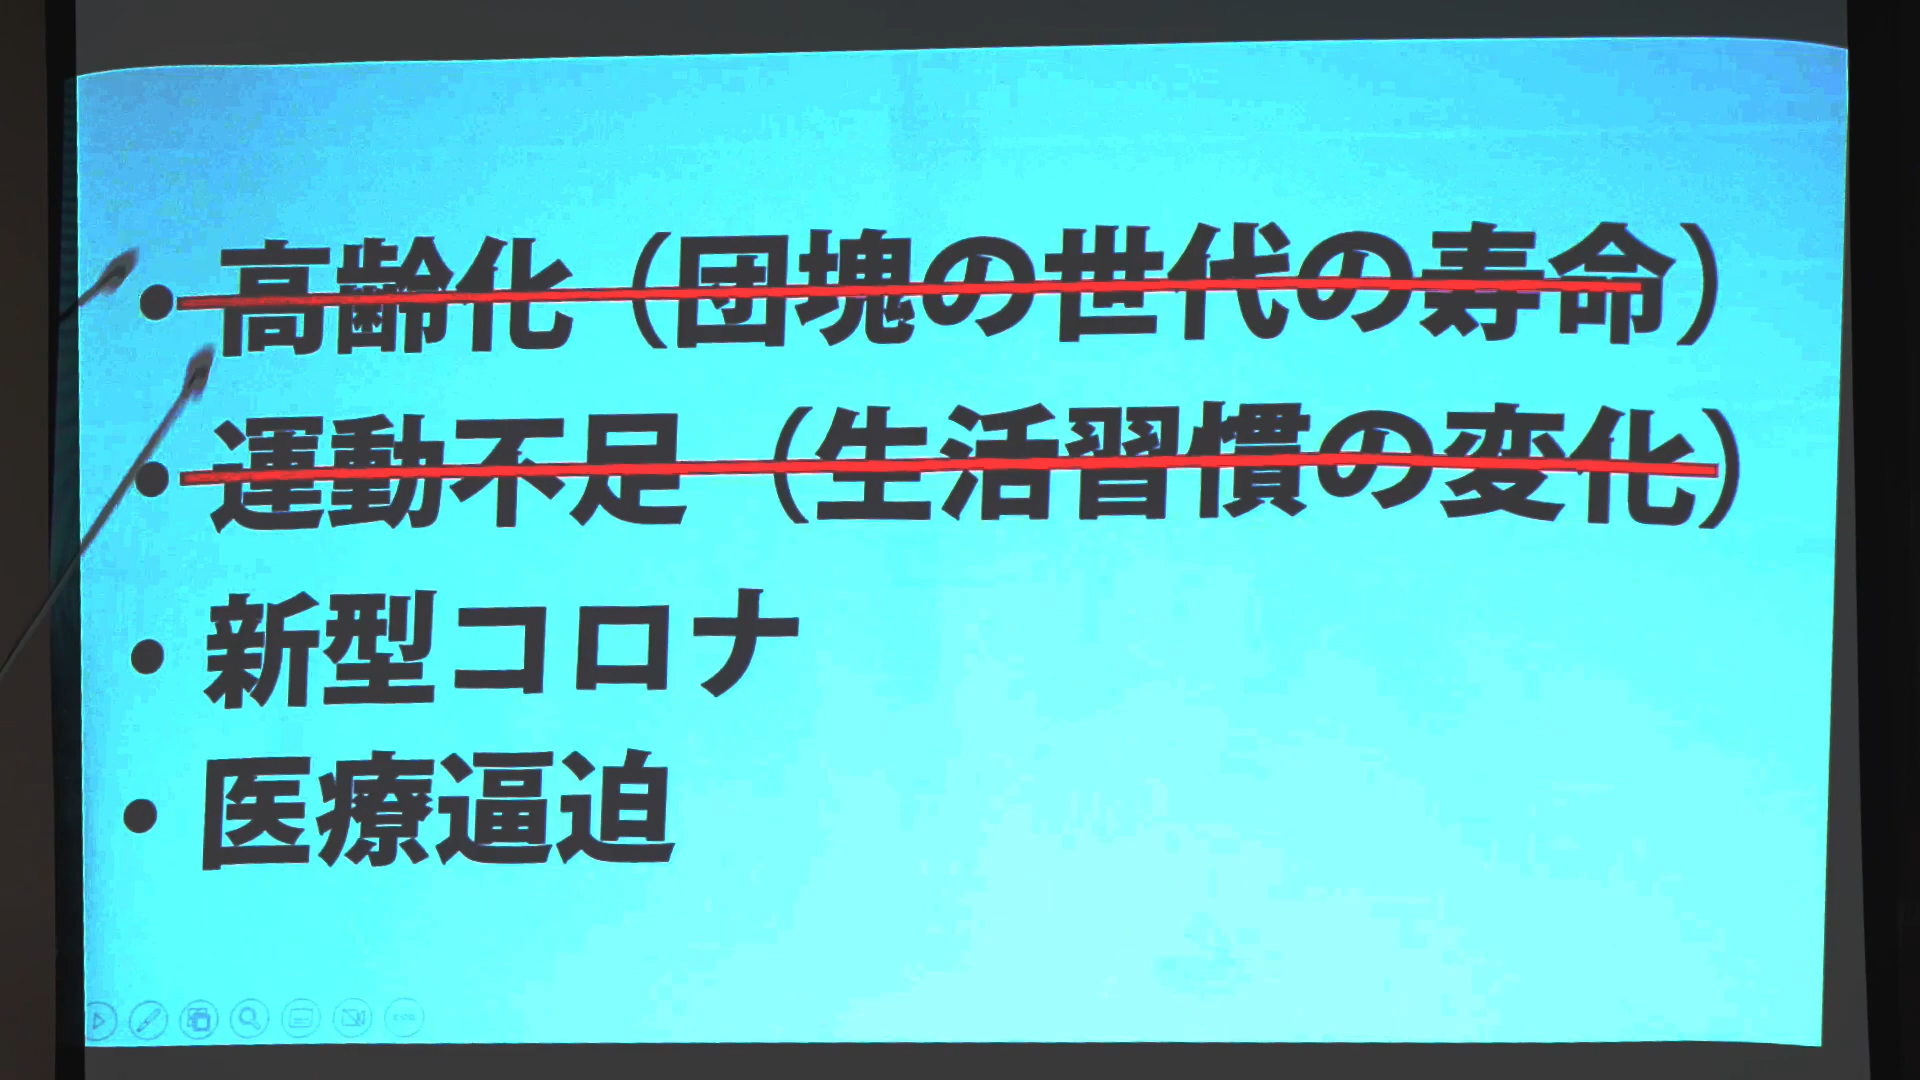 • 高齢化（団塊の世代の寿命）
• 運動不足（生活習慣の変化）
• 新型コロナ
• 医療逼迫